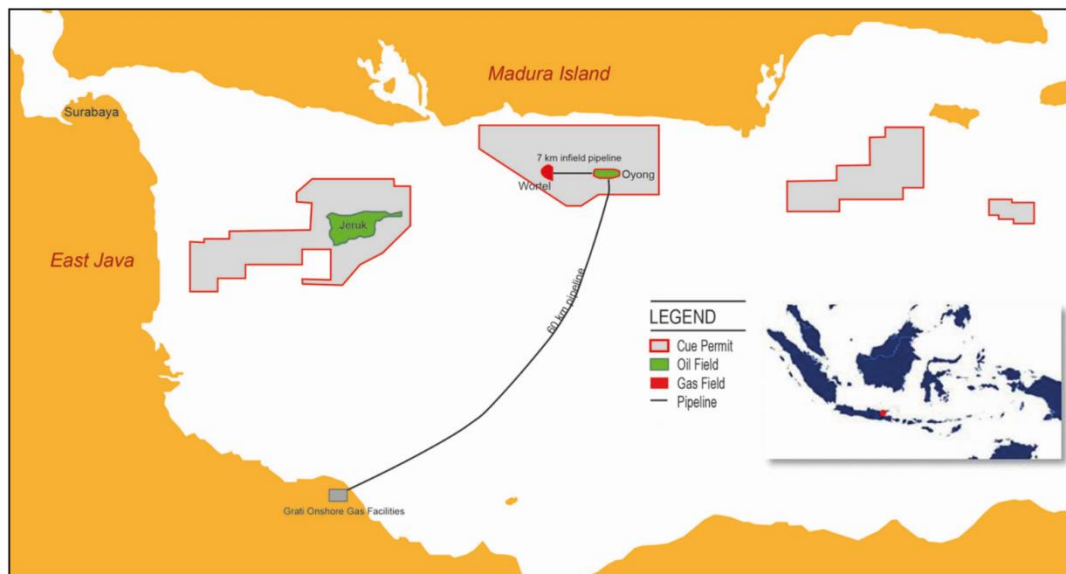 Madura Island
Surabaya
7 km infield pipeline
Wortel
Oyong
Jeruk
East Java
60 km pipeline
LEGEND
Cue Permit
Oil Field
Gas Field
Pipeline
Grati Onshore Gas Facilities